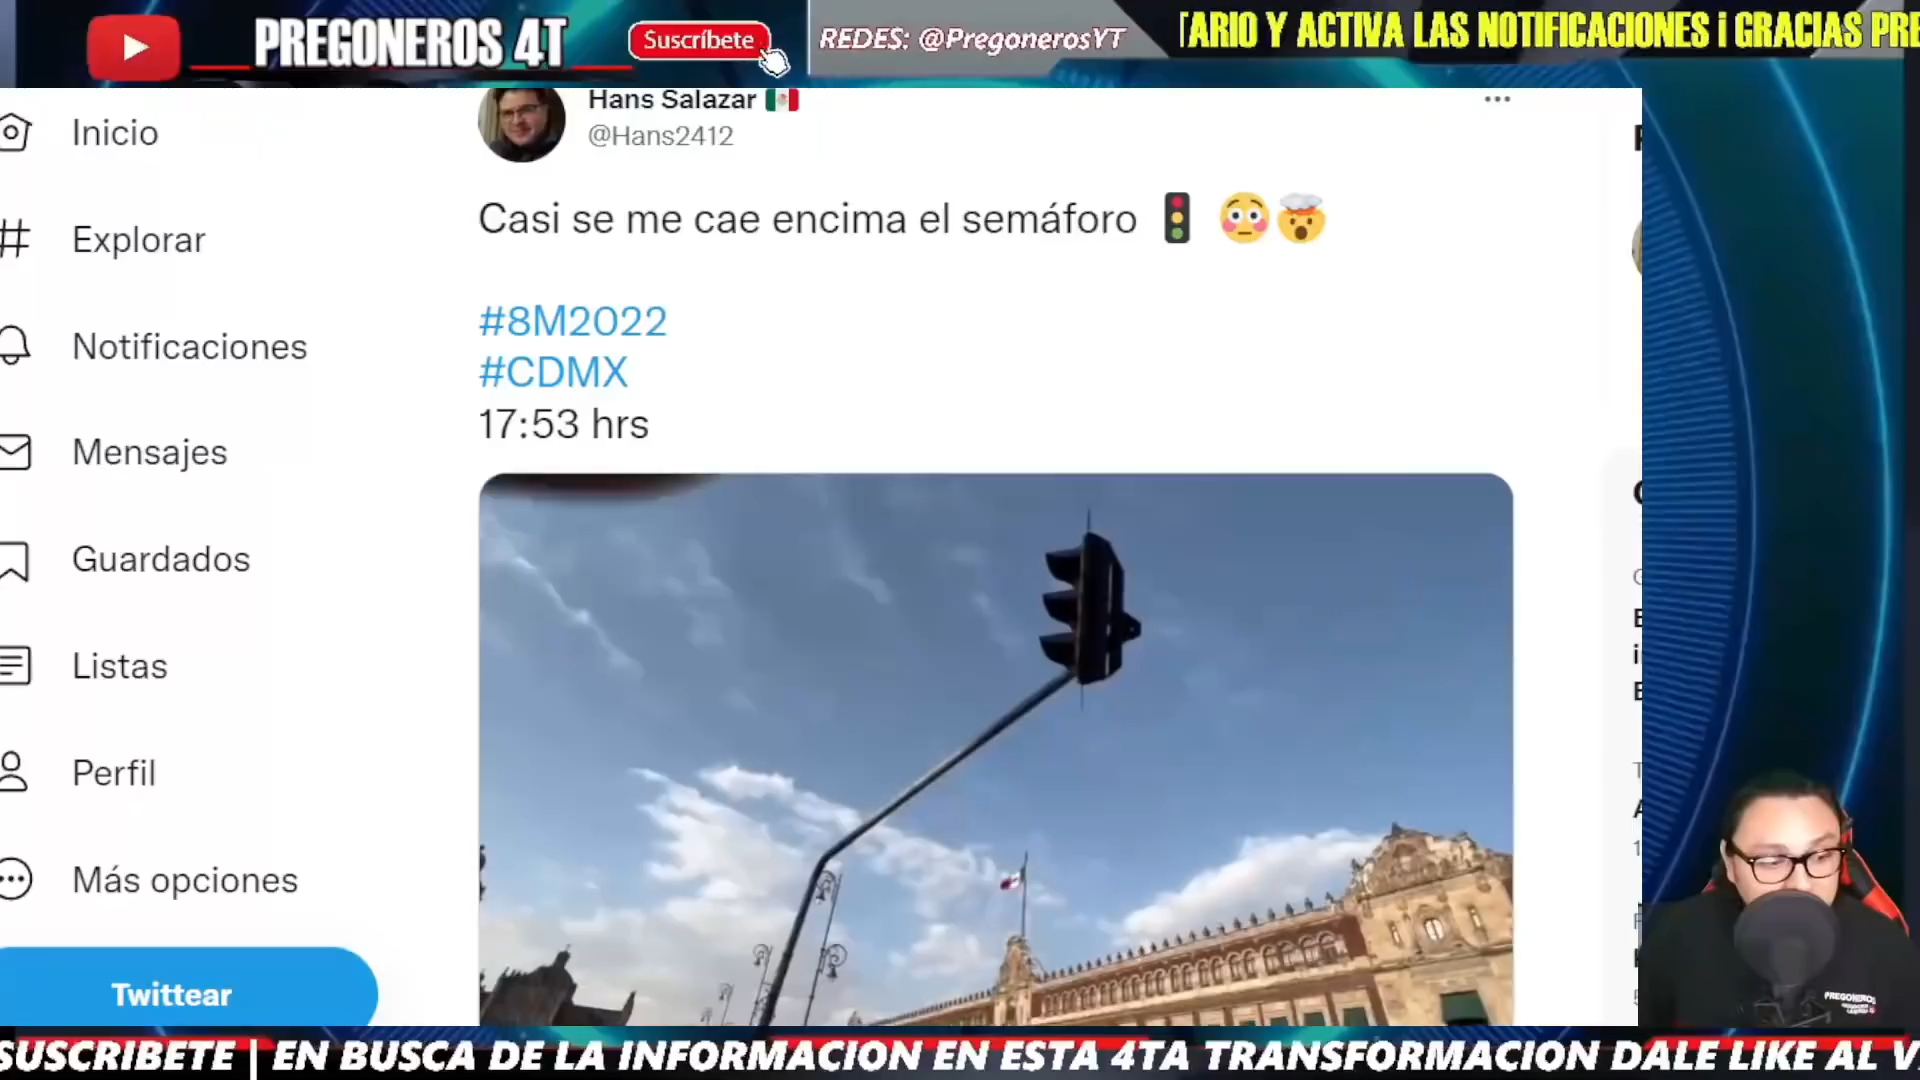 PREGONEROS 4T
Suscríbete
REDES: @PregonerosYT
TARIO Y ACTIVA LAS NOTIFICACIONES ¡ GRACIAS PRE
Hans Salazar
@Hans2412
Casi se me cae encima el semáforo
#8M2022
#CDMX
17:53 hrs
Inicio
Explorar
Notificaciones
Mensajes
Guardados
Listas
Perfil
Más opciones
Twittear
PREGONEROS
SUSCRIBETE | EN BUSCA DE LA INFORMACION EN ESTA 4TA TRANSFORMACION DALE LIKE AL V